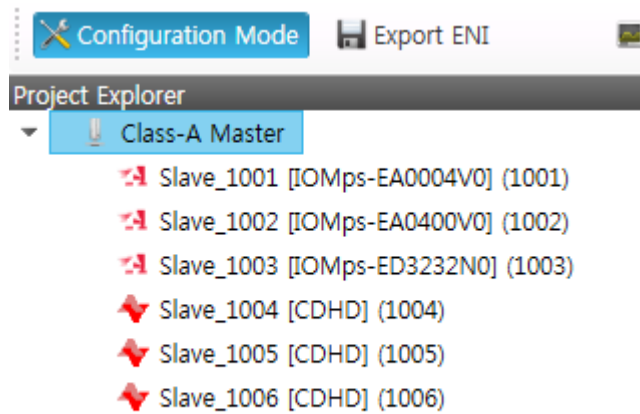 Configuration Mode Export ENI
Project Explorer
Class-A Master
Slave_1001 [IOMps-EA0004V0] (1001)
Slave_1002 [IOMps-EA0400V0] (1002)
Slave_1003 [IOMps-ED3232N0] (1003)
Slave_1004 [CDHD] (1004)
Slave_1005 [CDHD] (1005)
Slave_1006 [CDHD] (1006)